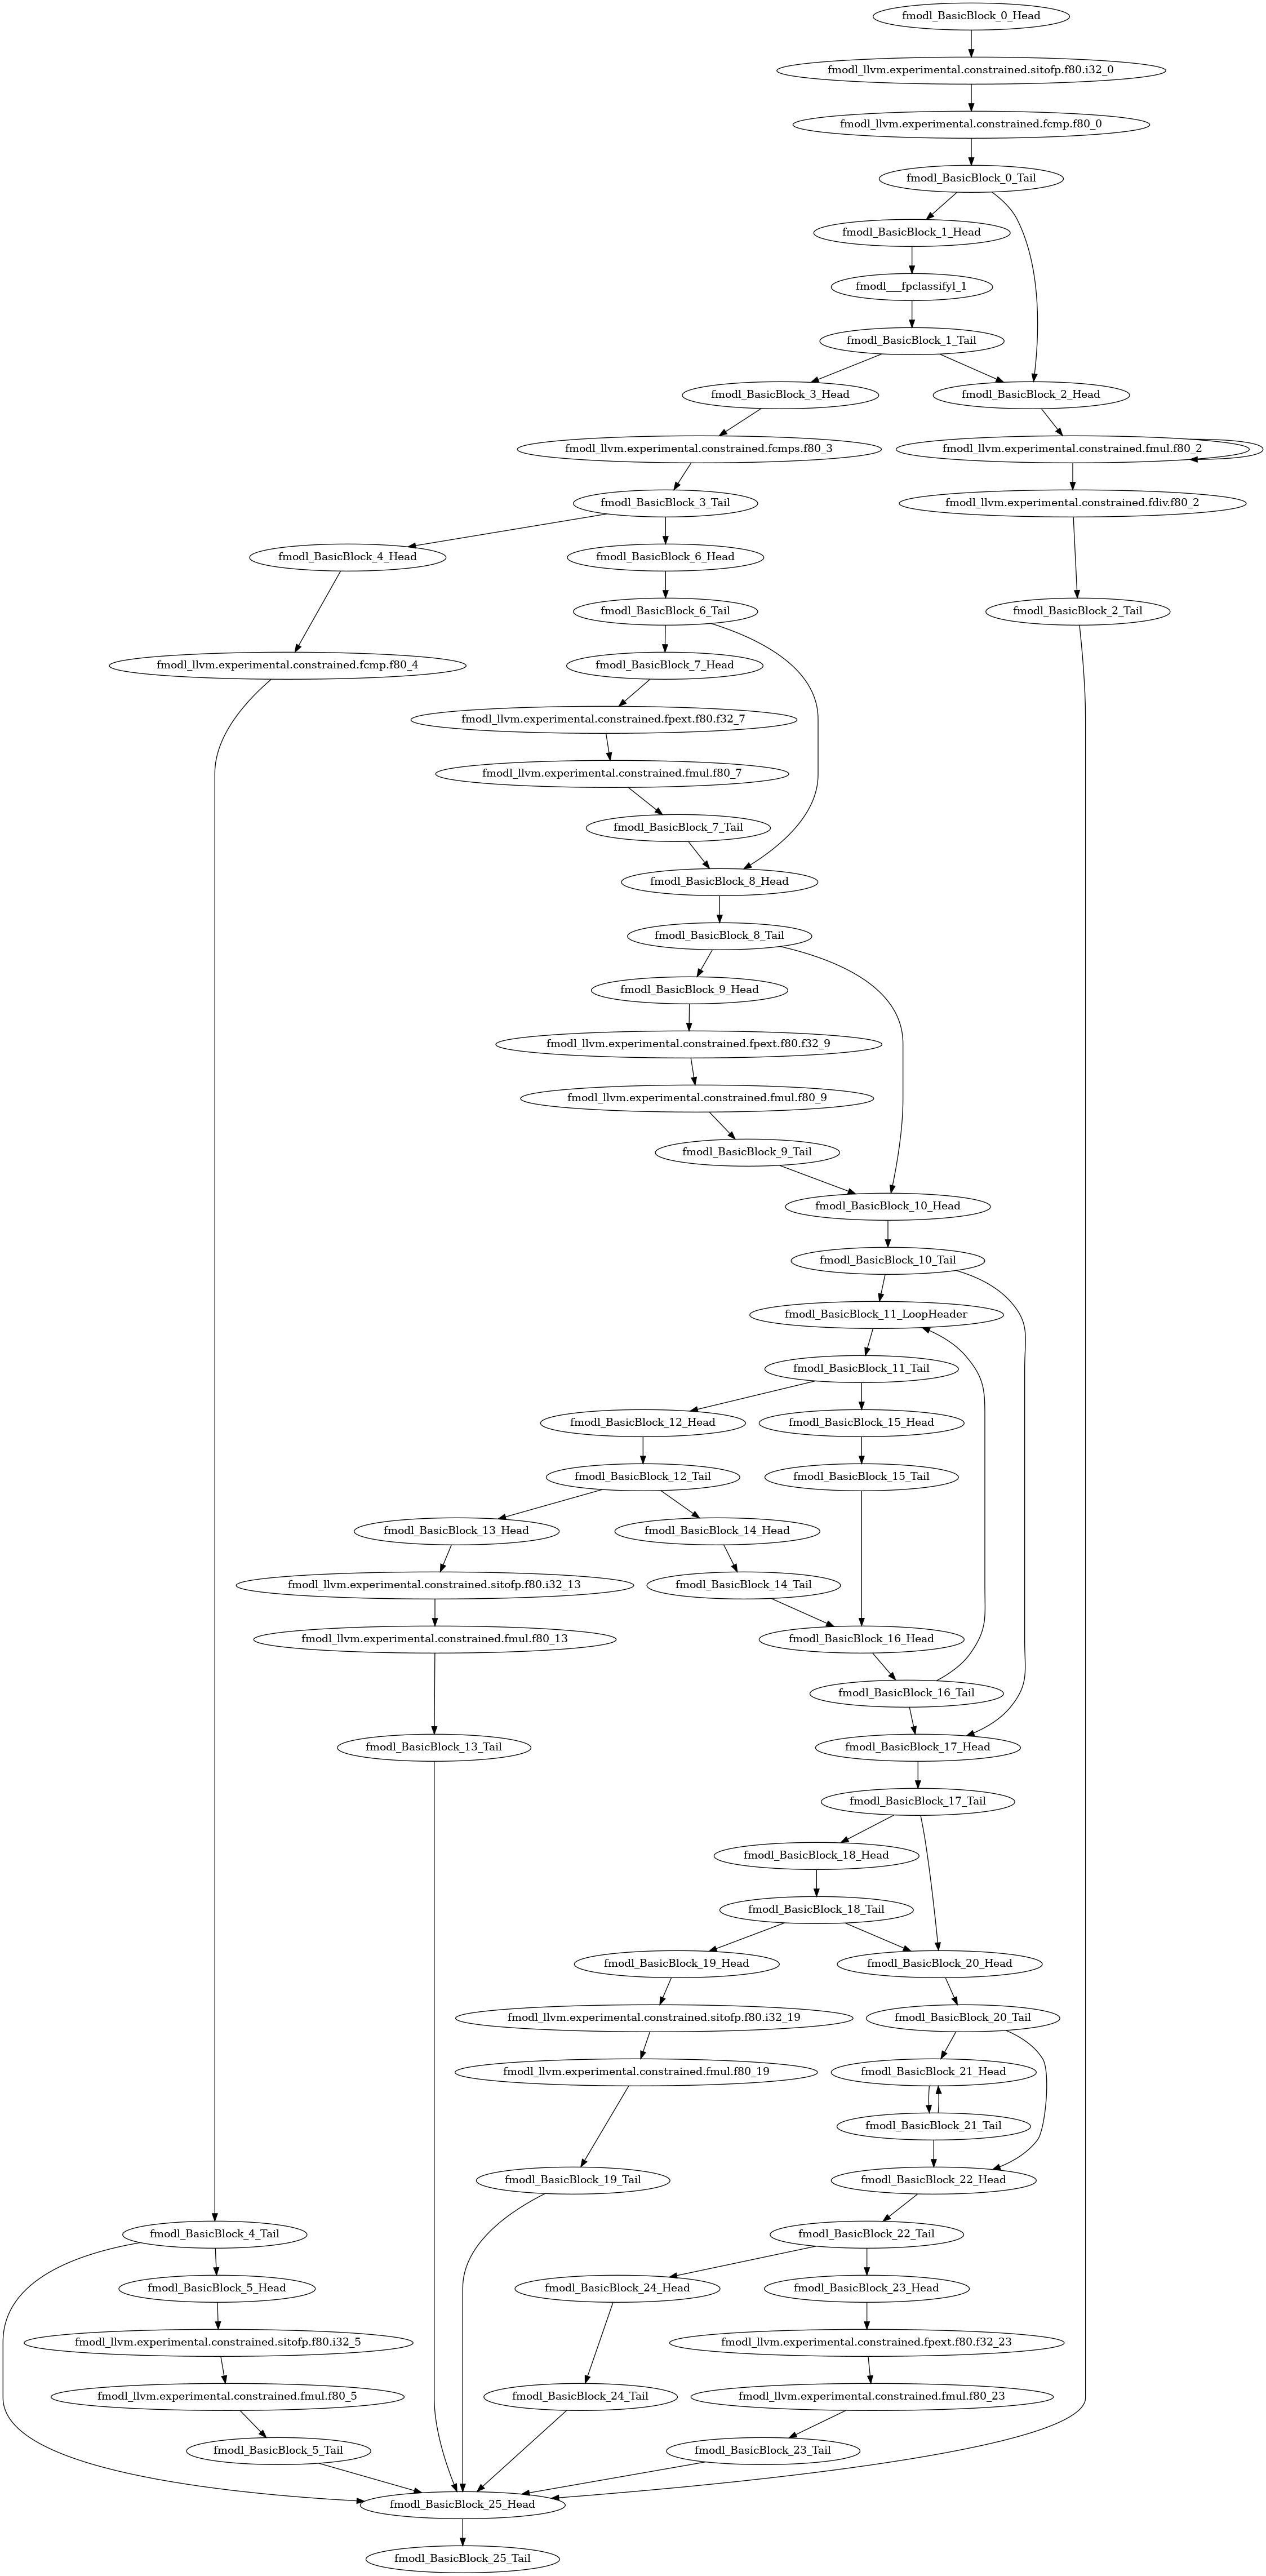 fmodl_BasicBlock_0_Head
fmodl_llvm.experimental.constrained.sitofp.f80.i32_0
fmodl_llvm.experimental.constrained.fcmp.f80_0
fmodl_BasicBlock_0_Tail
fmodl_BasicBlock_1_Head
fmodl___fpclassifyl_1
fmodl_BasicBlock_1_Tail
fmodl_BasicBlock_3_Head
fmodl_BasicBlock_2_Head
fmodl_llvm.experimental.constrained.fcmps.f80_3
fmodl_llvm.experimental.constrained.fmul.f80_2
fmodl_BasicBlock_3_Tail
fmodl_llvm.experimental.constrained.fdiv.f80_2
fmodl_BasicBlock_4_Head
fmodl_BasicBlock_6_Head
fmodl_BasicBlock_6_Tail
fmodl_BasicBlock_2_Tail
fmodl_llvm.experimental.constrained.fcmp.f80_4
fmodl_BasicBlock_7_Head
fmodl_llvm.experimental.constrained.fpext.f80.f32_7
fmodl_llvm.experimental.constrained.fmul.f80_7
fmodl_BasicBlock_7_Tail
fmodl_BasicBlock_8_Head
fmodl_BasicBlock_8_Tail
fmodl_BasicBlock_9_Head
fmodl_llvm.experimental.constrained.fpext.f80.f32_9
fmodl_llvm.experimental.constrained.fmul.f80_9
fmodl_BasicBlock_9_Tail
fmodl_BasicBlock_10_Head
fmodl_BasicBlock_10_Tail
fmodl_BasicBlock_11_LoopHeader
fmodl_BasicBlock_11_Tail
fmodl_BasicBlock_12_Head
fmodl_BasicBlock_15_Head
fmodl_BasicBlock_12_Tail
fmodl_BasicBlock_15_Tail
fmodl_BasicBlock_13_Head
fmodl_BasicBlock_14_Head
fmodl_llvm.experimental.constrained.sitofp.f80.i32_13
fmodl_BasicBlock_14_Tail
fmodl_llvm.experimental.constrained.fmul.f80_13
fmodl_BasicBlock_16_Head
fmodl_BasicBlock_16_Tail
fmodl_BasicBlock_13_Tail
fmodl_BasicBlock_17_Head
fmodl_BasicBlock_17_Tail
fmodl_BasicBlock_18_Head
fmodl_BasicBlock_18_Tail
fmodl_BasicBlock_19_Head
fmodl_BasicBlock_20_Head
fmodl_llvm.experimental.constrained.sitofp.f80.i32_19
fmodl_BasicBlock_20_Tail
fmodl_llvm.experimental.constrained.fmul.f80_19
fmodl_BasicBlock_21_Head
fmodl_BasicBlock_21_Tail
fmodl_BasicBlock_19_Tail
fmodl_BasicBlock_22_Head
fmodl_BasicBlock_4_Tail
fmodl_BasicBlock_22_Tail
fmodl_BasicBlock_5_Head
fmodl_BasicBlock_24_Head
fmodl_BasicBlock_23_Head
fmodl_llvm.experimental.constrained.sitofp.f80.i32_5
fmodl_llvm.experimental.constrained.fpext.f80.f32_23
fmodl_llvm.experimental.constrained.fmul.f80_5
fmodl_BasicBlock_24_Tail
fmodl_llvm.experimental.constrained.fmul.f80_23
fmodl_BasicBlock_5_Tail
fmodl_BasicBlock_23_Tail
fmodl_BasicBlock_25_Head
fmodl_BasicBlock_25_Tail